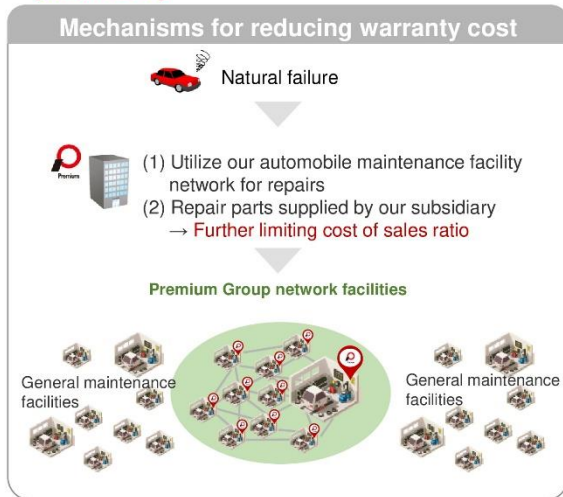 Mechanisms for reducing warranty cost
Natural failure
Premium
(1) Utilize our automobile maintenance facility
network for repairs
(2) Repair parts supplied by our subsidiary
→ Further limiting cost of sales ratio
Premium Group network facilities
General maintenance
facilities
General maintenance
facilities